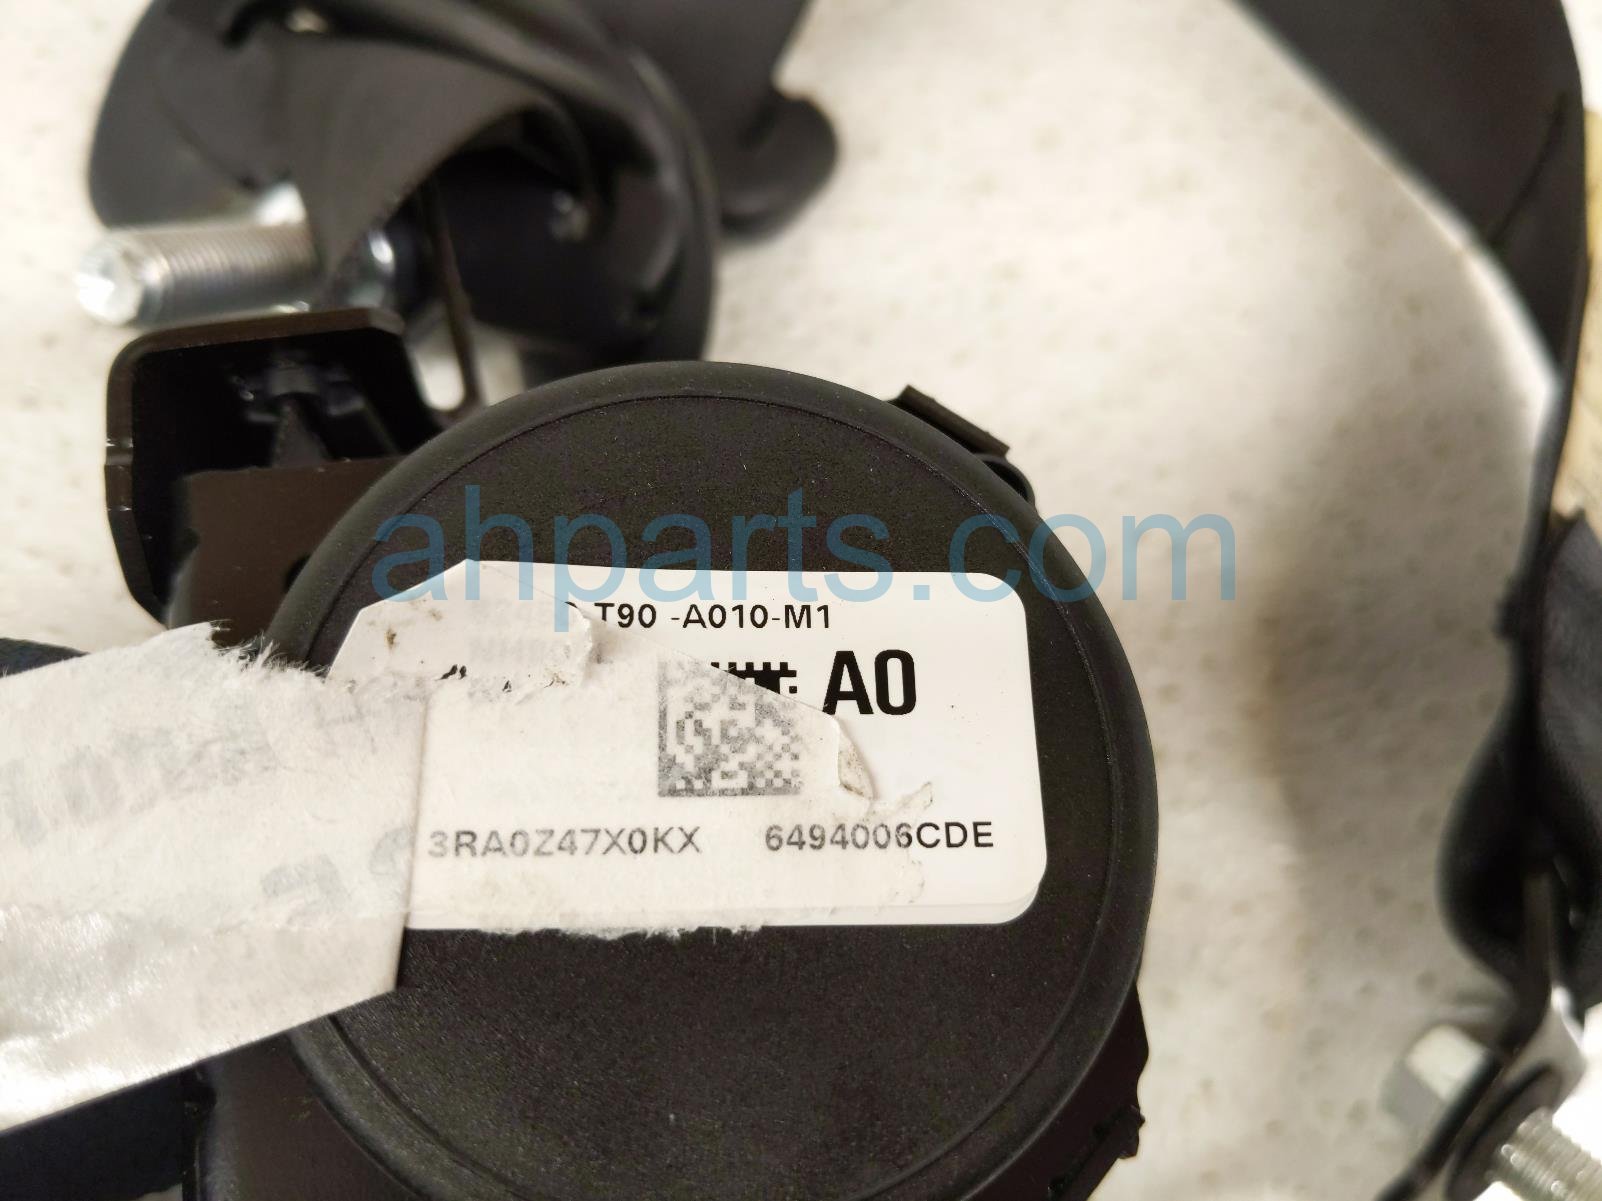 ahparts.com
T90 -A010-M1
A0
3RA0Z47X0KX 6494006CDE